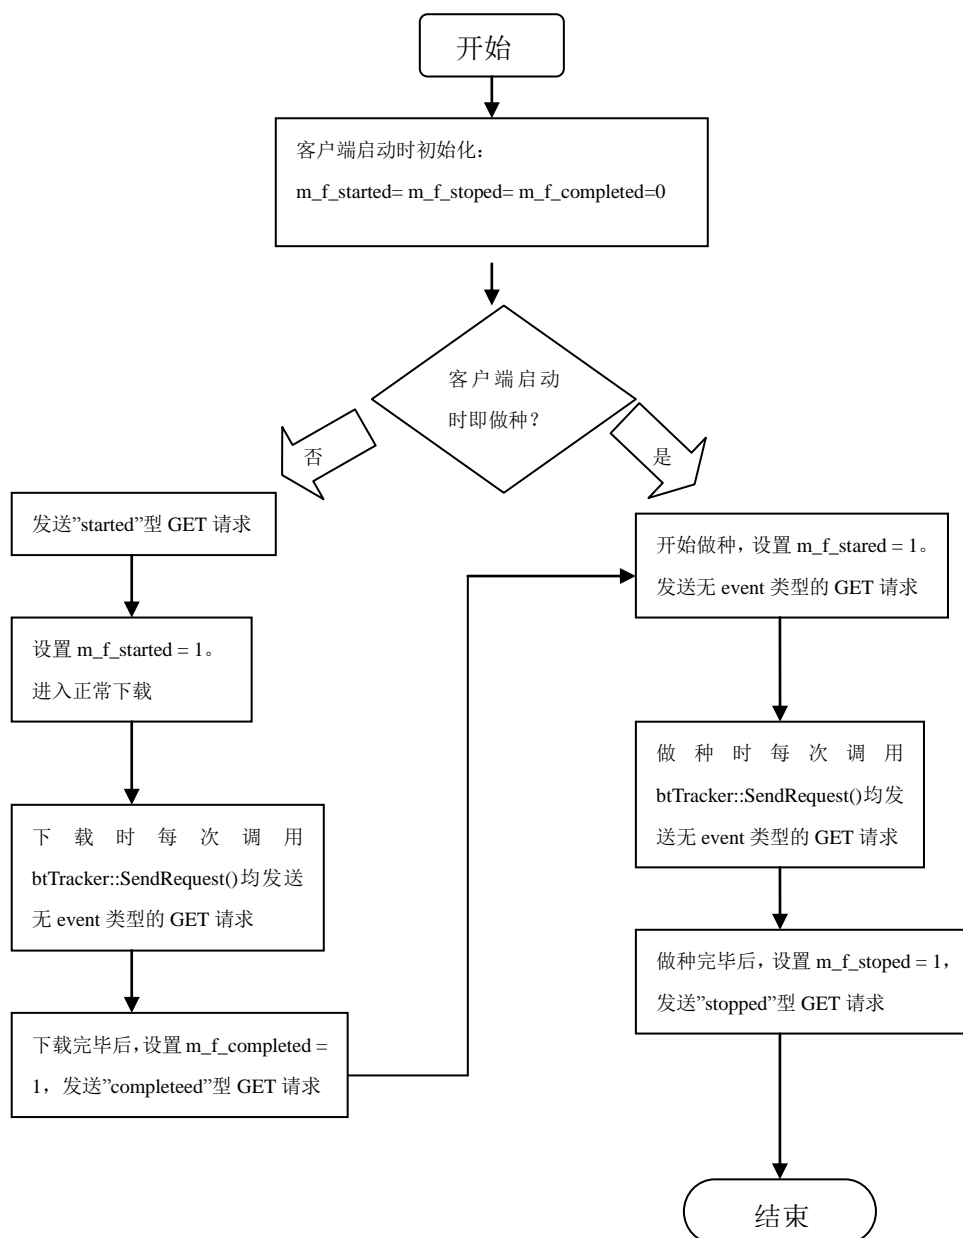 开始
客户端启动时初始化：
m_f_started= m_f_stoped= m_f_completed=0
客户端启动
时即做种？
否
是
发送”started”型 GET 请求
设置 m_f_started = 1。
进入正常下载
下载时每次调用
btTracker::SendRequest()均发送
无 event 类型的 GET 请求
下载完毕后，设置 m_f_completed =
1，发送”completeed”型 GET 请求
开始做种，设置 m_f_stared = 1。
发送无 event 类型的 GET 请求
做种时每次调用
btTracker::SendRequest()均发
送无 event 类型的 GET 请求
做种完毕后，设置 m_f_stoped = 1，
发送”stopped”型 GET 请求
结束